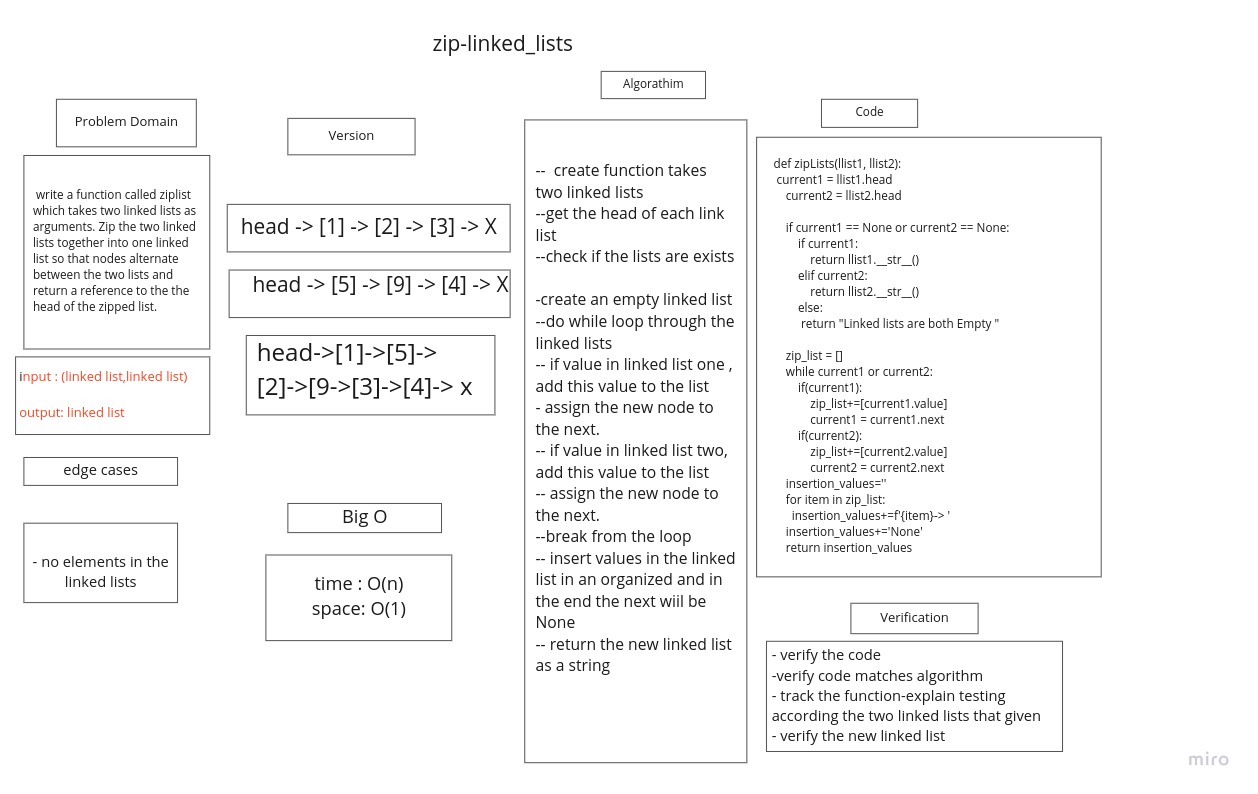 zip-linked_lists
Problem Domain
write a function called ziplist
which takes two linked lists as
arguments. Zip the two linked
lists together into one linked
list so that nodes alternate
between the two lists and
return a reference to the the
head of the zipped list.
input : (linked list,linked list)
output: linked list
edge cases
- no elements in the
linked lists
Version
head -> [1] -> [2] -> [3] -> X
head -> [5] -> [9] -> [4] -> X
head->[1]->[5]->
[2]->[9->[3]->[4]-> x
Big O
time : O(n)
space: O(1)
Algorathim
-- create function takes
two linked lists
--get the head of each link
list
--check if the lists are exists
-create an empty linked list
--do while loop through the
linked lists
-- if value in linked list one ,
add this value to the list
- assign the new node to
the next.
-- if value in linked list two,
add this value to the list
-- assign the new node to
the next.
--break from the loop
-- insert values in the linked
list in an organized and in
the end the next wiil be
None
-- return the new linked list
as a string
Code
def zipLists(llist1, llist2):
current1 = llist1.head
current2 = llist2.head
if current1 == None or current2 == None:
if current1:
return llist1.__str__()
elif current2:
return llist2.__str__()
else:
return "Linked lists are both Empty "
zip_list = []
while current1 or current2:
if(current1):
zip_list+=[current1.value]
current1 = current1.next
if(current2):
zip_list+=[current2.value]
current2 = current2.next
insertion_values=''
for item in zip_list:
insertion_values+=f'{item}-> '
insertion_values+='None'
return insertion_values
Verification
- verify the code
-verify code matches algorithm
- track the function-explain testing
according the two linked lists that given
- verify the new linked list
miro